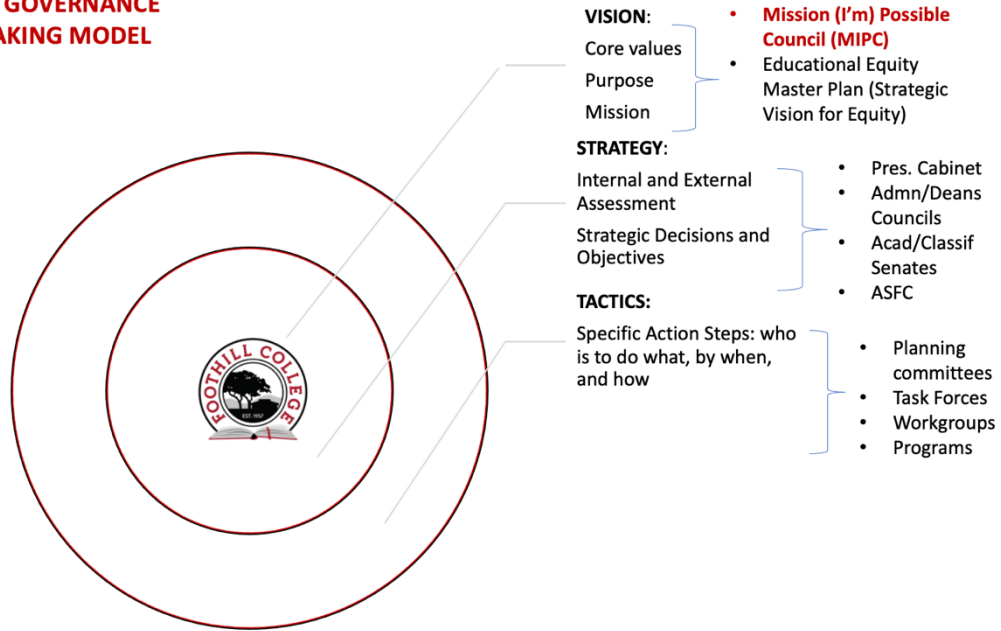 GOVERNANCE
AKING MODEL
VISION:
Core values
Purpose
Mission
• Mission (I’m) Possible
Council (MIPC)
• Educational Equity
Master Plan (Strategic
Vision for Equity)
STRATEGY:
Internal and External
Assessment
Strategic Decisions and
Objectives
• Pres. Cabinet
• Admn/Deans
Councils
• Acad/Classif
Senates
• ASFC
TACTICS:
Specific Action Steps: who
is to do what, by when,
and how
• Planning
committees
• Task Forces
• Workgroups
• Programs
FOOTHILL COLLEGE
EST. 1957